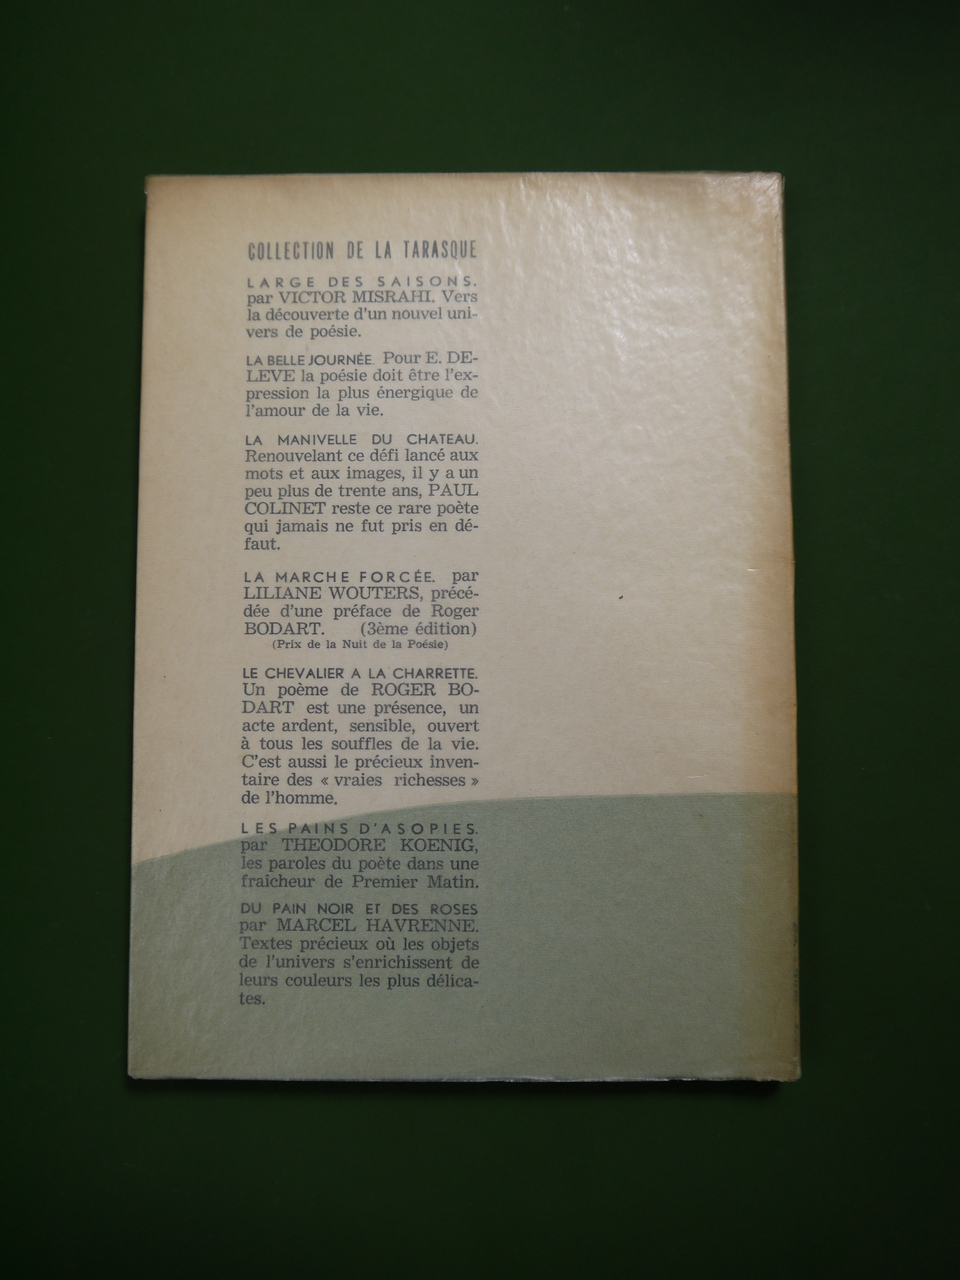 COLLECTION DE LA TARASQUE
LARGE DES SAISONS.
par VICTOR MISRAHI. Vers
la découverte d'un nouvel uni-
vers de poésie.
LA BELLE JOURNÉE. Pour E. DE-
LEVE la poésie doit être l'ex-
pression la plus énergique de
l'amour de la vie.
LA MANIVELLE DU CHATEAU.
Renouvelant ce défi lancé aux
mots et aux images, il y a un
peu plus de trente ans, PAUL
COLINET reste ce rare poète
qui jamais ne fut pris en dé-
faut.
LA MARCHE FORCÉE. par
LILIANE WOUTERS, précé-
dée d'une préface de Roger
BODART. (3ème édition)
(Prix de la Nuit de la Poésie)
LE CHEVALIER A LA CHARRETTE.
Un poème de ROGER BO-
DART est une présence, un
acte ardent, sensible, ouvert
à tous les souffles de la vie.
C'est aussi le précieux inven-
taire des « vraies richesses »
de l'homme.
LES PAINS D'ASOPIES.
par THEODORE KOENIG,
les paroles du poète dans une
fraîcheur de Premier Matin.
DU PAIN NOIR ET DES ROSES
par MARCEL HAVRENNE.
Textes précieux où les objets
de l'univers s'enrichissent de
leurs couleurs les plus délica-
tes.